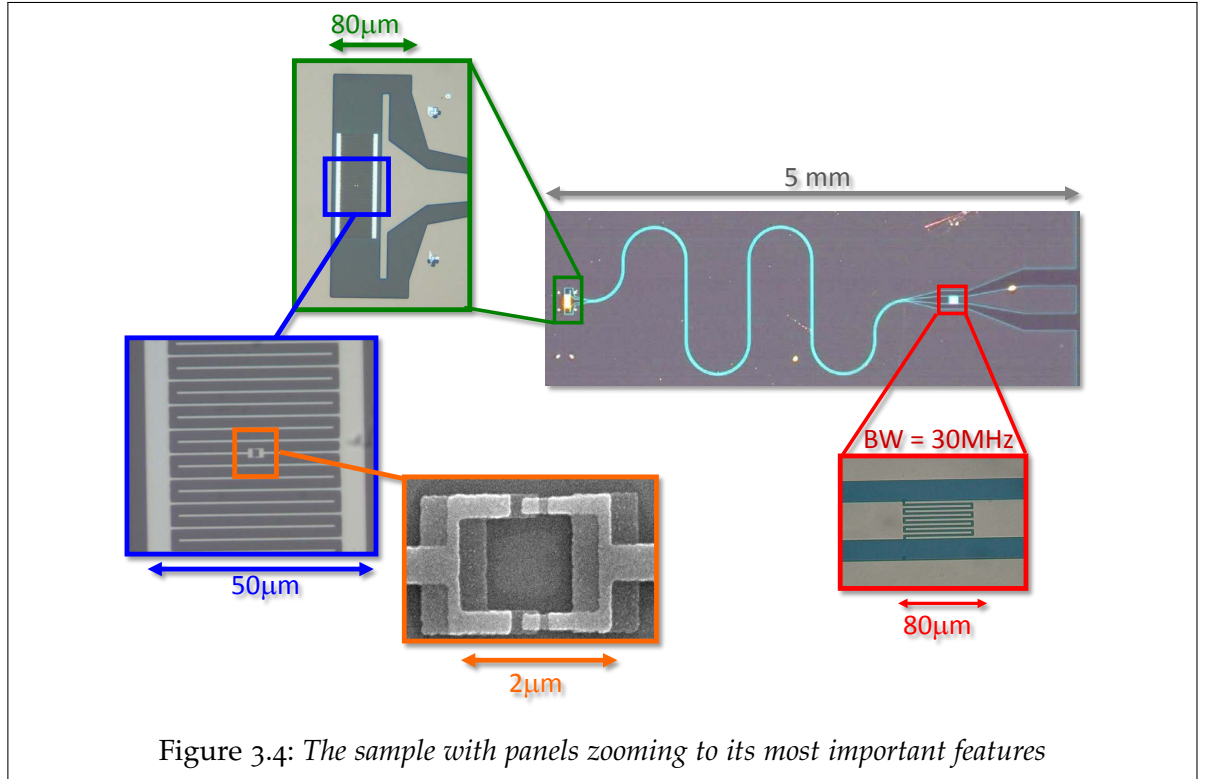 80μm
5 mm
BW = 30MHz
50μm
80μm
2μm
Figure 3.4: The sample with panels zooming to its most important features